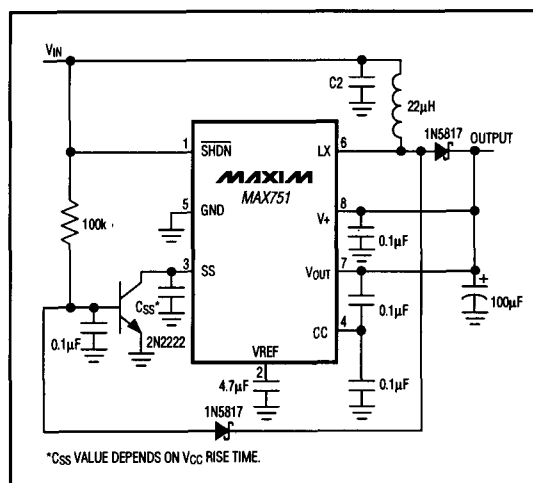 VIN
C2
22µH
1N5817
OUTPUT
1
SHDN
6
LX
MAXIM
MAX751
100k
5
GND
8
V+
0.1µF
3
SS
7
VOUT
CSS*
0.1µF
+
100µF
0.1µF
2N2222
4
CC
VREF
2
4.7µF
0.1µF
1N5817
*CSS VALUE DEPENDS ON VCC RISE TIME.